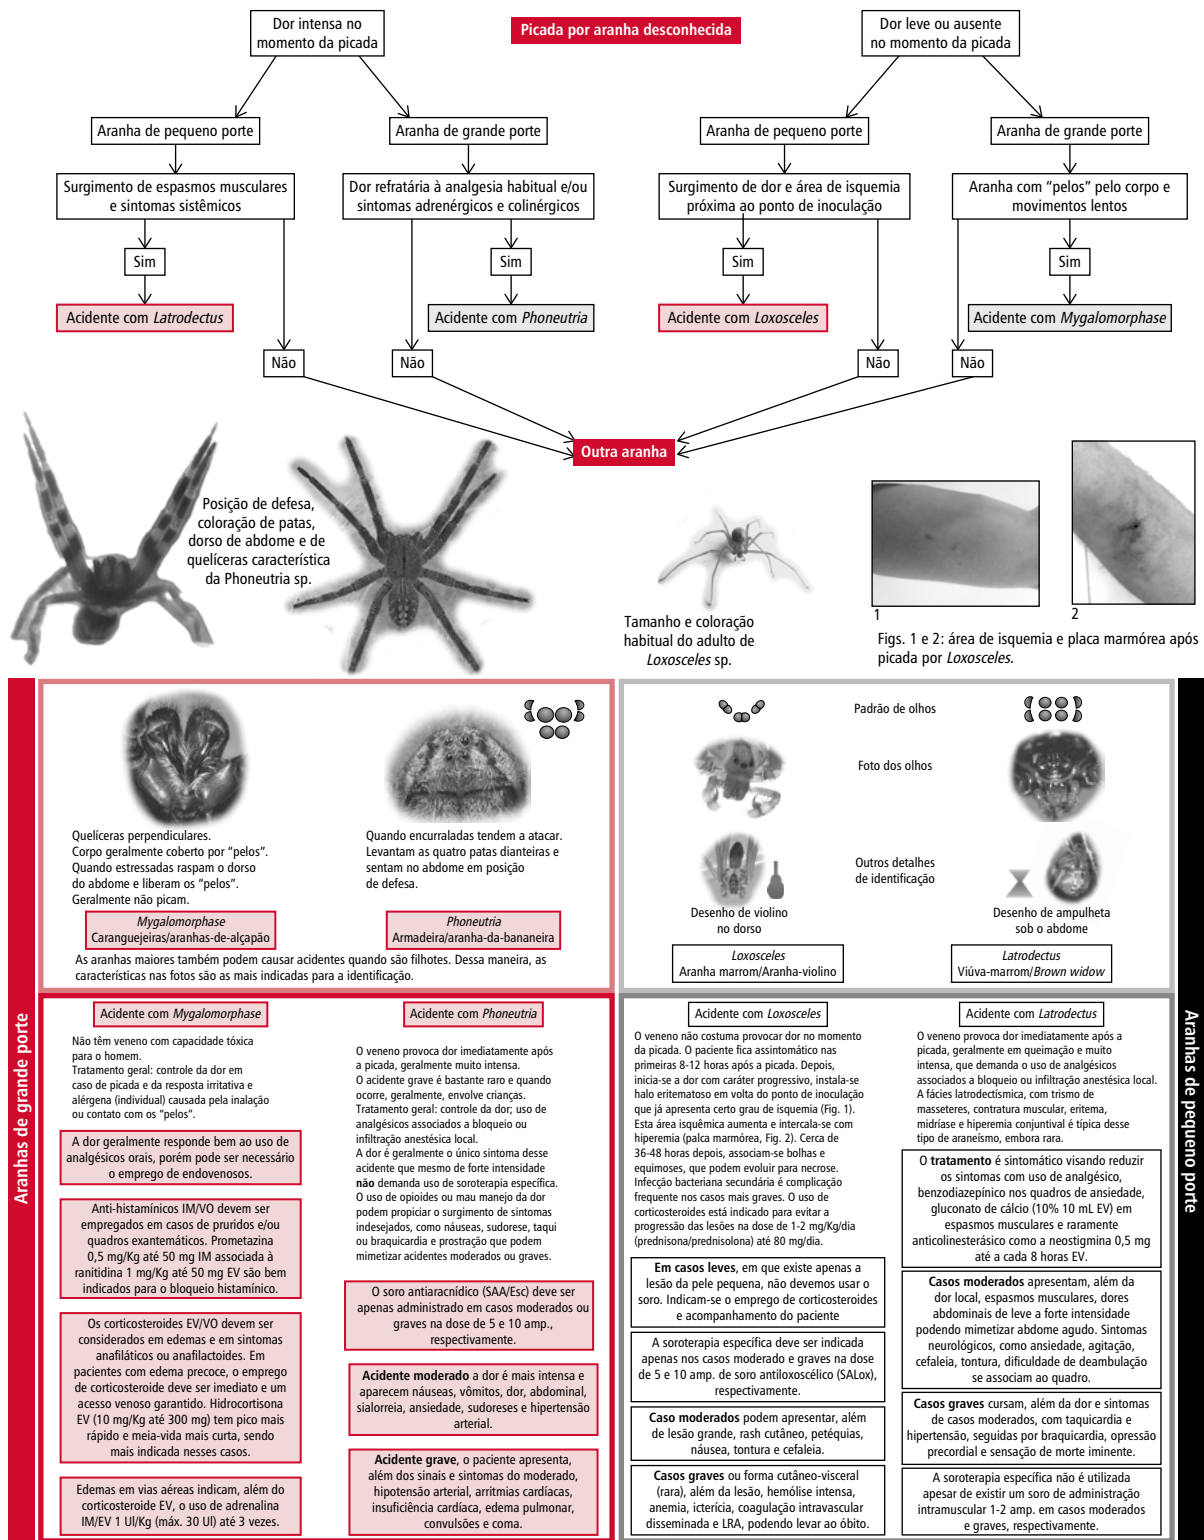 Picada por aranha desconhecida
Dor intensa no
momento da picada
Dor leve ou ausente
no momento da picada
Aranha de pequeno porte
Aranha de grande porte
Aranha de pequeno porte
Aranha de grande porte
Surgimento de espasmos musculares
e sintomas sistêmicos
Dor refratária à analgesia habitual e/ou
sintomas adrenérgicos e colinérgicos
Surgimento de dor e área de isquemia
próxima ao ponto de inoculação
Aranha com “pelos” pelo corpo e
movimentos lentos
Sim
Sim
Sim
Sim
Acidente com Latrodectus
Acidente com Phoneutria
Acidente com Loxosceles
Acidente com Mygalomorphase
Não
Não
Não
Não
Outra aranha
Posição de defesa,
coloração de patas,
dorso de abdome e de
quelíceras característica
da Phoneutria sp.
Tamanho e coloração
habitual do adulto de
Loxosceles sp.
1
2
Figs. 1 e 2: área de isquemia e placa marmórea após
picada por Loxosceles.
Aranhas de grande porte
Quelíceras perpendiculares.
Corpo geralmente coberto por “pelos”.
Quando estressadas raspam o dorso
do abdome e liberam os “pelos”.
Geralmente não picam.
Mygalomorphase
Caranguejeiras/aranhas-de-alçapão
Quando encurraladas tendem a atacar.
Levantam as quatro patas dianteiras e
sentam no abdome em posição
de defesa.
Phoneutria
Armadeira/aranha-da-bananeira
As aranhas maiores também podem causar acidentes quando são filhotes. Dessa maneira, as
características nas fotos são as mais indicadas para a identificação.
Padrão de olhos
Foto dos olhos
Outros detalhes
de identificação
Desenho de violino
no dorso
Desenho de ampulheta
sob o abdome
Loxosceles
Aranha marrom/Aranha-violino
Latrodectus
Viúva-marrom/Brown widow
Acidente com Mygalomorphase
Não têm veneno com capacidade tóxica
para o homem.
Tratamento geral: controle da dor em
caso de picada e da resposta irritativa e
alérgena (individual) causada pela inalação
ou contato com os “pelos”.
A dor geralmente responde bem ao uso de
analgésicos orais, porém pode ser necessário
o emprego de endovenosos.
Anti-histamínicos IM/VO devem ser
empregados em casos de pruridos e/ou
quadros exantemáticos. Prometazina
0,5 mg/Kg até 50 mg IM associada à
ranitidina 1 mg/Kg até 50 mg EV são bem
indicados para o bloqueio histamínico.
Os corticosteroides EV/VO devem ser
considerados em edemas e em sintomas
anafiláticos ou anafilactoides. Em
pacientes com edema precoce, o emprego
de corticosteroide deve ser imediato e um
acesso venoso garantido. Hidrocortisona
EV (10 mg/Kg até 300 mg) tem pico mais
rápido e meia-vida mais curta, sendo
mais indicada nesses casos.
Edemas em vias aéreas indicam, além do
corticosteroide EV, o uso de adrenalina
IM/EV 1 UI/Kg (máx. 30 UI) até 3 vezes.
Acidente com Phoneutria
O veneno provoca dor imediatamente após
a picada, geralmente muito intensa.
O acidente grave é bastante raro e quando
ocorre, geralmente, envolve crianças.
Tratamento geral: controle da dor; uso de
analgésicos associados a bloqueio ou
infiltração anestésica local.
A dor é geralmente o único sintoma desse
acidente que mesmo de forte intensidade
não demanda uso de soroterapia específica.
O uso de opioides ou mau manejo da dor
podem propiciar o surgimento de sintomas
indesejados, como náuseas, sudorese, taqui
ou braquicardia e prostração que podem
mimetizar acidentes moderados ou graves.
O soro antiaracnídico (SAA/Esc) deve ser
apenas administrado em casos moderados ou
graves na dose de 5 e 10 amp.,
respectivamente.
Acidente moderado a dor é mais intensa e
aparecem náuseas, vômitos, dor, abdominal,
sialorreia, ansiedade, sudoreses e hipertensão
arterial.
Acidente grave, o paciente apresenta,
além dos sinais e sintomas do moderado,
hipotensão arterial, arritmias cardíacas,
insuficiência cardíaca, edema pulmonar,
convulsões e coma.
Acidente com Loxosceles
O veneno não costuma provocar dor no momento
da picada. O paciente fica assintomático nas
primeiras 8-12 horas após a picada. Depois,
inicia-se a dor com caráter progressivo, instala-se
halo eritematoso em volta do ponto de inoculação
que já apresenta certo grau de isquemia (Fig. 1).
Esta área isquêmica aumenta e intercala-se com
hiperemia (palca marmórea, Fig. 2). Cerca de
36-48 horas depois, associam-se bolhas e
equimoses, que podem evoluir para necrose.
Infecção bacteriana secundária é complicação
frequente nos casos mais graves. O uso de
corticosteroides está indicado para evitar a
progressão das lesões na dose de 1-2 mg/Kg/dia
(prednisona/prednisolona) até 80 mg/dia.
Em casos leves, em que existe apenas a
lesão da pele pequena, não devemos usar o
soro. Indicam-se o emprego de corticosteroides
e acompanhamento do paciente
A soroterapia específica deve ser indicada
apenas nos casos moderado e graves na dose
de 5 e 10 amp. de soro antiloxoscélico (SALox),
respectivamente.
Caso moderados podem apresentar, além
de lesão grande, rash cutâneo, petéquias,
náusea, tontura e cefaleia.
Casos graves ou forma cutâneo-visceral
(rara), além da lesão, hemólise intensa,
anemia, icterícia, coagulação intravascular
disseminada e LRA, podendo levar ao óbito.
Acidente com Latrodectus
O veneno provoca dor imediatamente após a
picada, geralmente em queimação e muito
intensa, que demanda o uso de analgésicos
associados a bloqueio ou infiltração anestésica local.
A fácies latrodectísmica, com trismo de
masseteres, contratura muscular, eritema,
midríase e hiperemia conjuntival é típica desse
tipo de araneísmo, embora rara.
O tratamento é sintomático visando reduzir
os sintomas com uso de analgésico,
benzodiazepínico nos quadros de ansiedade,
gluconato de cálcio (10% 10 mL EV) em
espasmos musculares e raramente
anticolinesterásico como a neostigmina 0,5 mg
até a cada 8 horas EV.
Casos moderados apresentam, além da
dor local, espasmos musculares, dores
abdominais de leve a forte intensidade
podendo mimetizar abdome agudo. Sintomas
neurológicos, como ansiedade, agitação,
cefaleia, tontura, dificuldade de deambulação
se associam ao quadro.
Casos graves cursam, além da dor e sintomas
de casos moderados, com taquicardia e
hipertensão, seguidas por braquicardia, opressão
precordial e sensação de morte iminente.
A soroterapia específica não é utilizada
apesar de existir um soro de administração
intramuscular 1-2 amp. em casos moderados
e graves, respectivamente.
Aranhas de pequeno porte